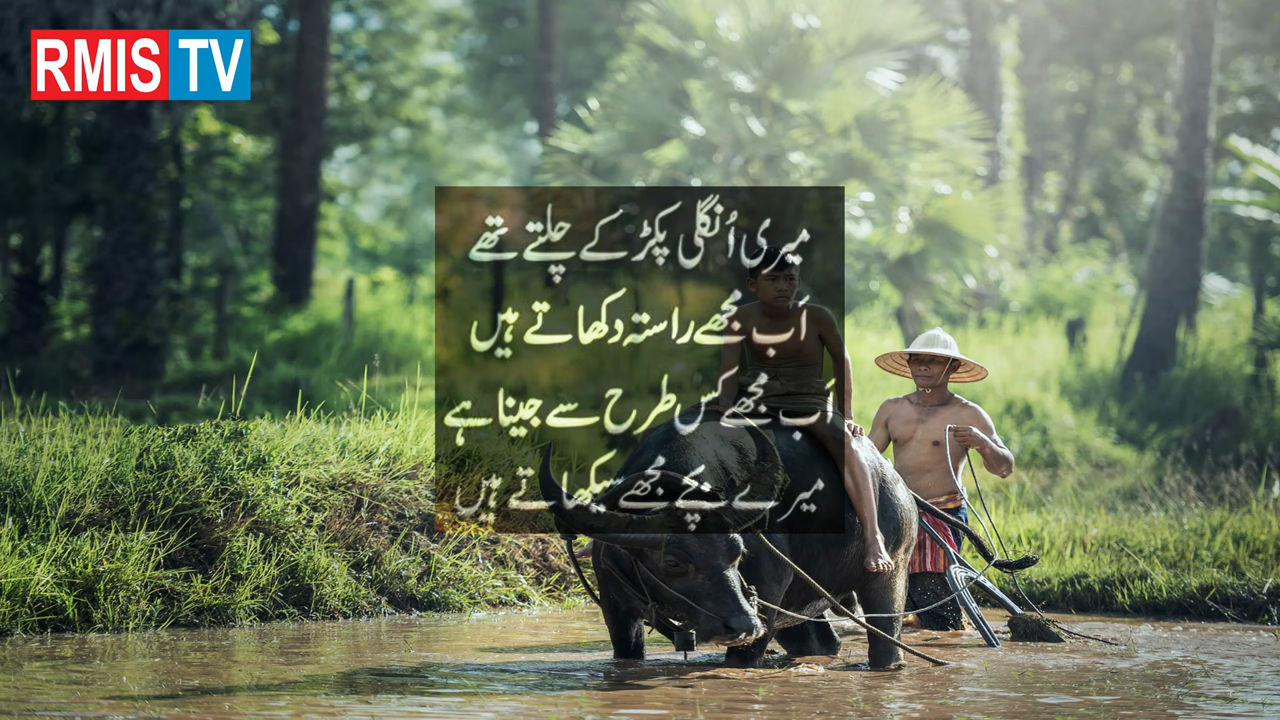 RMIS TV
میری اُنگلی پکڑ کے چلتے تھے
اَب مجھے راستہ دکھاتے ہیں
اَب مجھے کس طرح سے جینا ہے
میرے بچے مجھے سیکھاتے ہیں